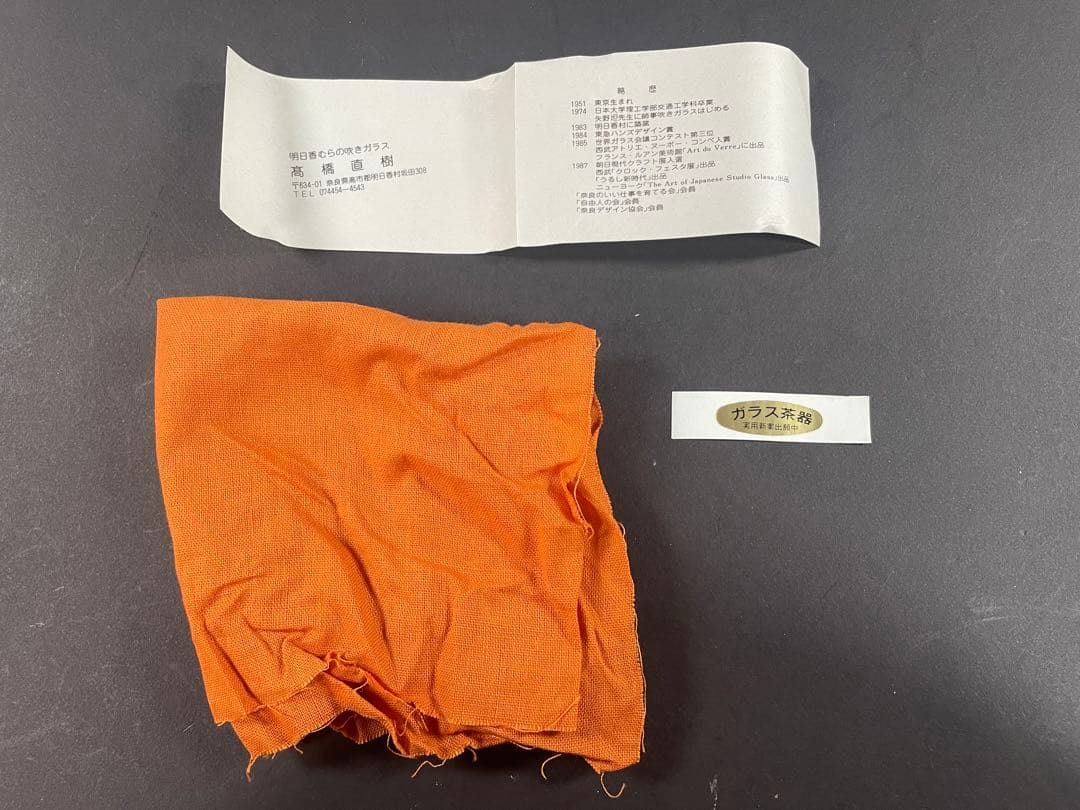 明日香むらの吹きガラス
髙橋直樹
〒634-01 奈良県高市郡明日香村坂田308
TEL 074454-4543
略歴
1951 東京生まれ
1974 日本大学理工学部交通工学科卒業
矢野担先生に師事吹きガラスはじめる
1983 明日香村に築窯
1984 東急ハンズデザイン賞
1985 世界ガラス会議コンテスト第三位
西武アトリエ・ヌーボー・コンペ入賞
フランス・ルアン美術館「Art du Verre」に出品
1987 朝日現代クラフト展入選
西武「クロック・フェスタ展」出品
「うるし新時代」出品
ニューヨーク「The Art of Japanese Studio Glass」出品
「奈良のいい仕事を育てる会」会員
「自由人の会」会員
「奈良デザイン協会」会員
ガラス茶器
実用新案出願中